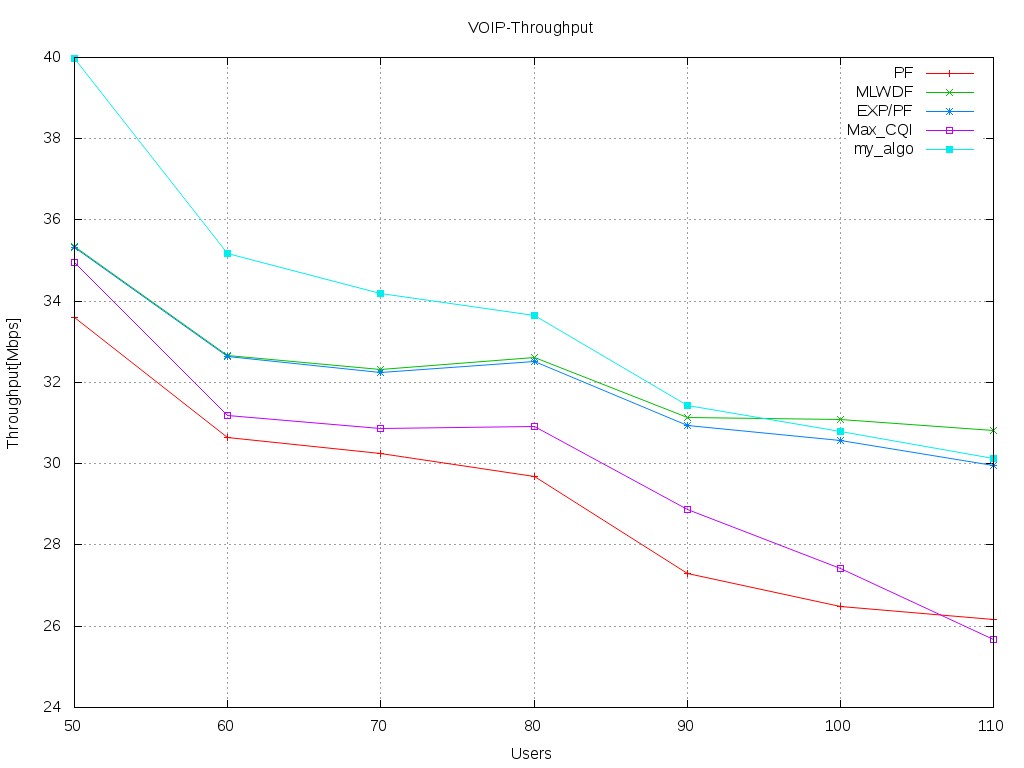 VOIP-Throughput
PF
MLWDF
EXP/PF
Max_CQI
my_algo
40
38
36
34
32
30
28
26
24
50 60 70 80 90 100 110
Throughput[Mbps]
Users